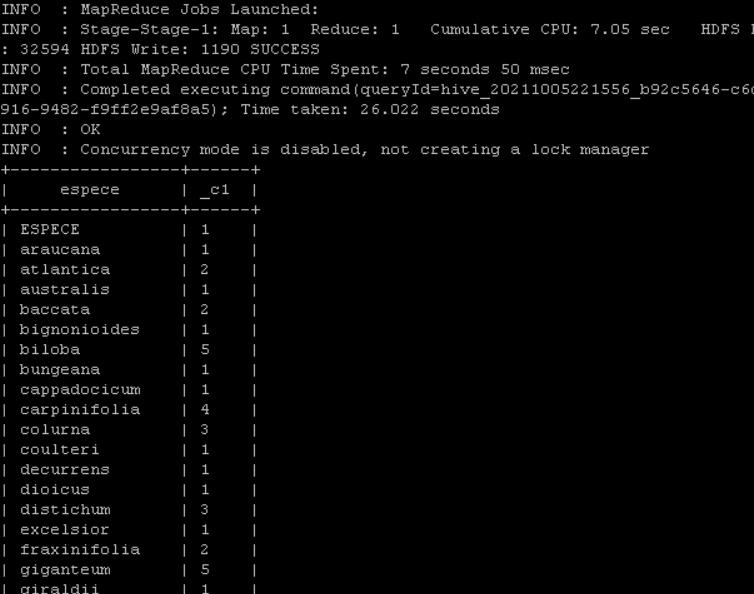 INFO  : MapReduce Jobs Launched:
INFO  : Stage-Stage-1: Map: 1  Reduce: 1   Cumulative CPU: 7.05 sec   HDFS
: 32594 HDFS Write: 1190 SUCCESS
INFO  : Total MapReduce CPU Time Spent: 7 seconds 50 msec
INFO  : Completed executing command(queryId=hive_20211005221556_b92c5646-c6
916-9482-f9ff2e9af8a5); Time taken: 26.022 seconds
INFO  : OK
INFO  : Concurrency mode is disabled, not creating a lock manager
+-----------------+------+
|     espece      | _c1  |
+-----------------+------+
| ESPECE          | 1    |
| araucana        | 1    |
| atlantica       | 2    |
| australis       | 1    |
| baccata         | 2    |
| bignonioides    | 1    |
| biloba          | 5    |
| bungeana        | 1    |
| cappadocicum    | 1    |
| carpinifolia    | 4    |
| colurna         | 3    |
| coulteri        | 1    |
| decurrens       | 1    |
| dioicus         | 1    |
| distichum       | 3    |
| excelsior       | 1    |
| fraxinifolia    | 2    |
| giganteum       | 5    |
| giraldii        | 1    |